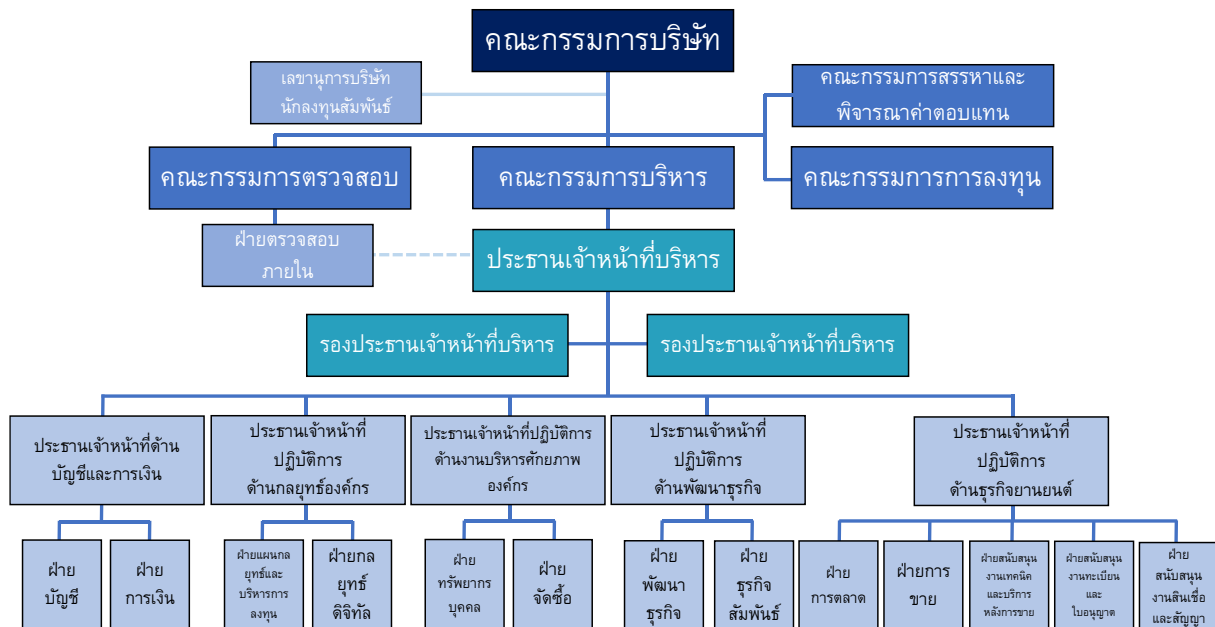 คณะกรรมการบริษัท
เลขานุการบริษัท
นักลงทุนสัมพันธ์
คณะกรรมการสรรหาและ
พิจารณาค่าตอบแทน
คณะกรรมการตรวจสอบ
คณะกรรมการบริหาร
คณะกรรมการการลงทุน
ฝ่ายตรวจสอบ
ภายใน
ประธานเจ้าหน้าที่บริหาร
รองประธานเจ้าหน้าที่บริหาร
รองประธานเจ้าหน้าที่บริหาร
ประธานเจ้าหน้าที่ด้าน
บัญชีและการเงิน
ประธานเจ้าหน้าที่
ปฏิบัติการ
ด้านกลยุทธ์องค์กร
ประธานเจ้าหน้าที่ปฏิบัติการ
ด้านงานบริหารศักยภาพ
องค์กร
ประธานเจ้าหน้าที่
ปฏิบัติการ
ด้านพัฒนาธุรกิจ
ประธานเจ้าหน้าที่
ปฏิบัติการ
ด้านธุรกิจยานยนต์
ฝ่าย
บัญชี
ฝ่าย
การเงิน
ฝ่ายแผนกล
ยุทธ์และ
บริหารการ
ลงทุน
ฝ่ายกล
ยุทธ์
ดิจิทัล
ฝ่าย
ทรัพยากร
บุคคล
ฝ่าย
จัดซื้อ
ฝ่าย
พัฒนา
ธุรกิจ
ฝ่าย
ธุรกิจ
สัมพันธ์
ฝ่าย
การตลาด
ฝ่ายการ
ขาย
ฝ่ายสนับสนุน
งานเทคนิค
และบริการ
หลังการขาย
ฝ่ายสนับสนุน
งานทะเบียน
และ
ใบอนุญาต
ฝ่าย
สนับสนุน
งานสินเชื่อ
และสัญญา